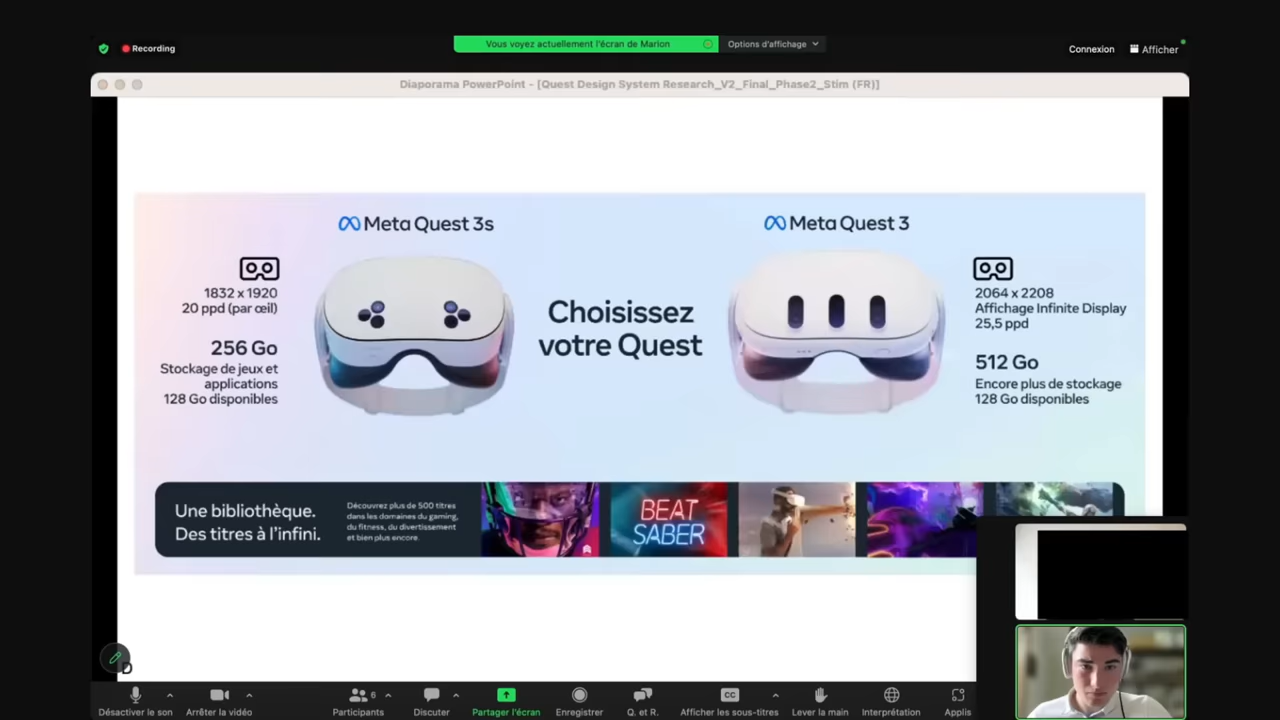 Recording
Vous voyez actuellement l'écran de Marion
Options d'affichage
Connexion
Afficher
Diaporama PowerPoint - [Quest Design System Research_V2_Final_Phase2_Stim (FR)]
Meta Quest 3s
1832 x 1920
20 ppd (par œil)
256 Go
Stockage de jeux et
applications
128 Go disponibles
Choisissez
votre Quest
Meta Quest 3
2064 x 2208
Affichage Infinite Display
25,5 ppd
512 Go
Encore plus de stockage
128 Go disponibles
Une bibliothèque.
Des titres à l'infini.
Découvrez plus de 500 titres
dans les domaines du gaming,
du fitness, du divertissement
et bien plus encore.
BEAT
SABER
D
Désactiver le son
Arrêter la vidéo
6
Participants
Discuter
Partager l'écran
Enregistrer
Q. et R.
CC
Afficher les sous-titres
Lever la main
Interprétation
Applis